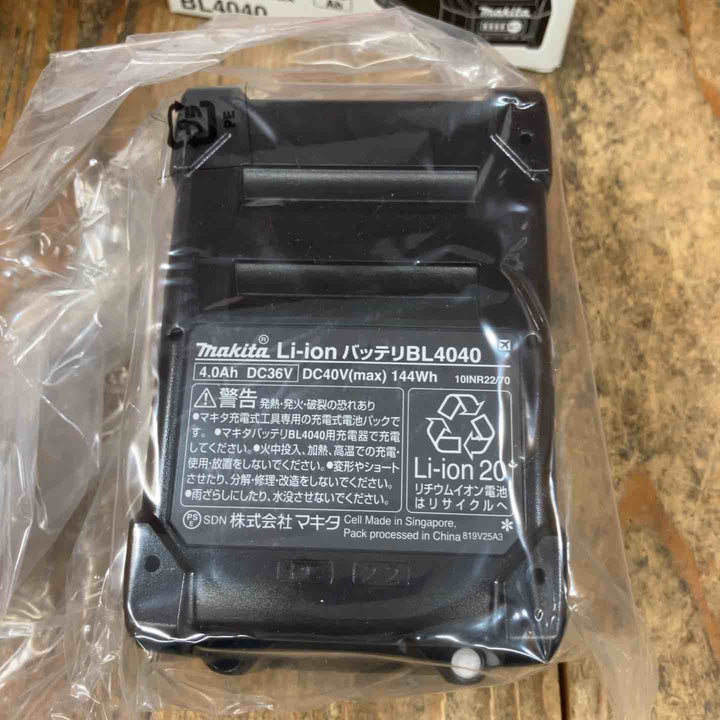 BL4040
Ah
makita
PE
makita® Li-ion バッテリBL4040
4.0Ah DC36V DC40V(max) 144Wh 10INR22/70
警告 発熱・発火・破裂の恐れあり
●マキタ充電式工具専用の充電式電池パックで
す。●マキタバッテリBL4040用充電器で充電
してください。●火中投入、加熱、高温での充電・
使用・放置をしないでください。●変形やショート
させたり、分解・修理・改造をしないでください。
●雨ざらしにしたり、水没させないでください。
Li-ion 20
リチウムイオン電池
はリサイクルへ
PSE SDN 株式会社 マキタ Cell Made in Singapore,
Pack processed in China 819V25A3
*